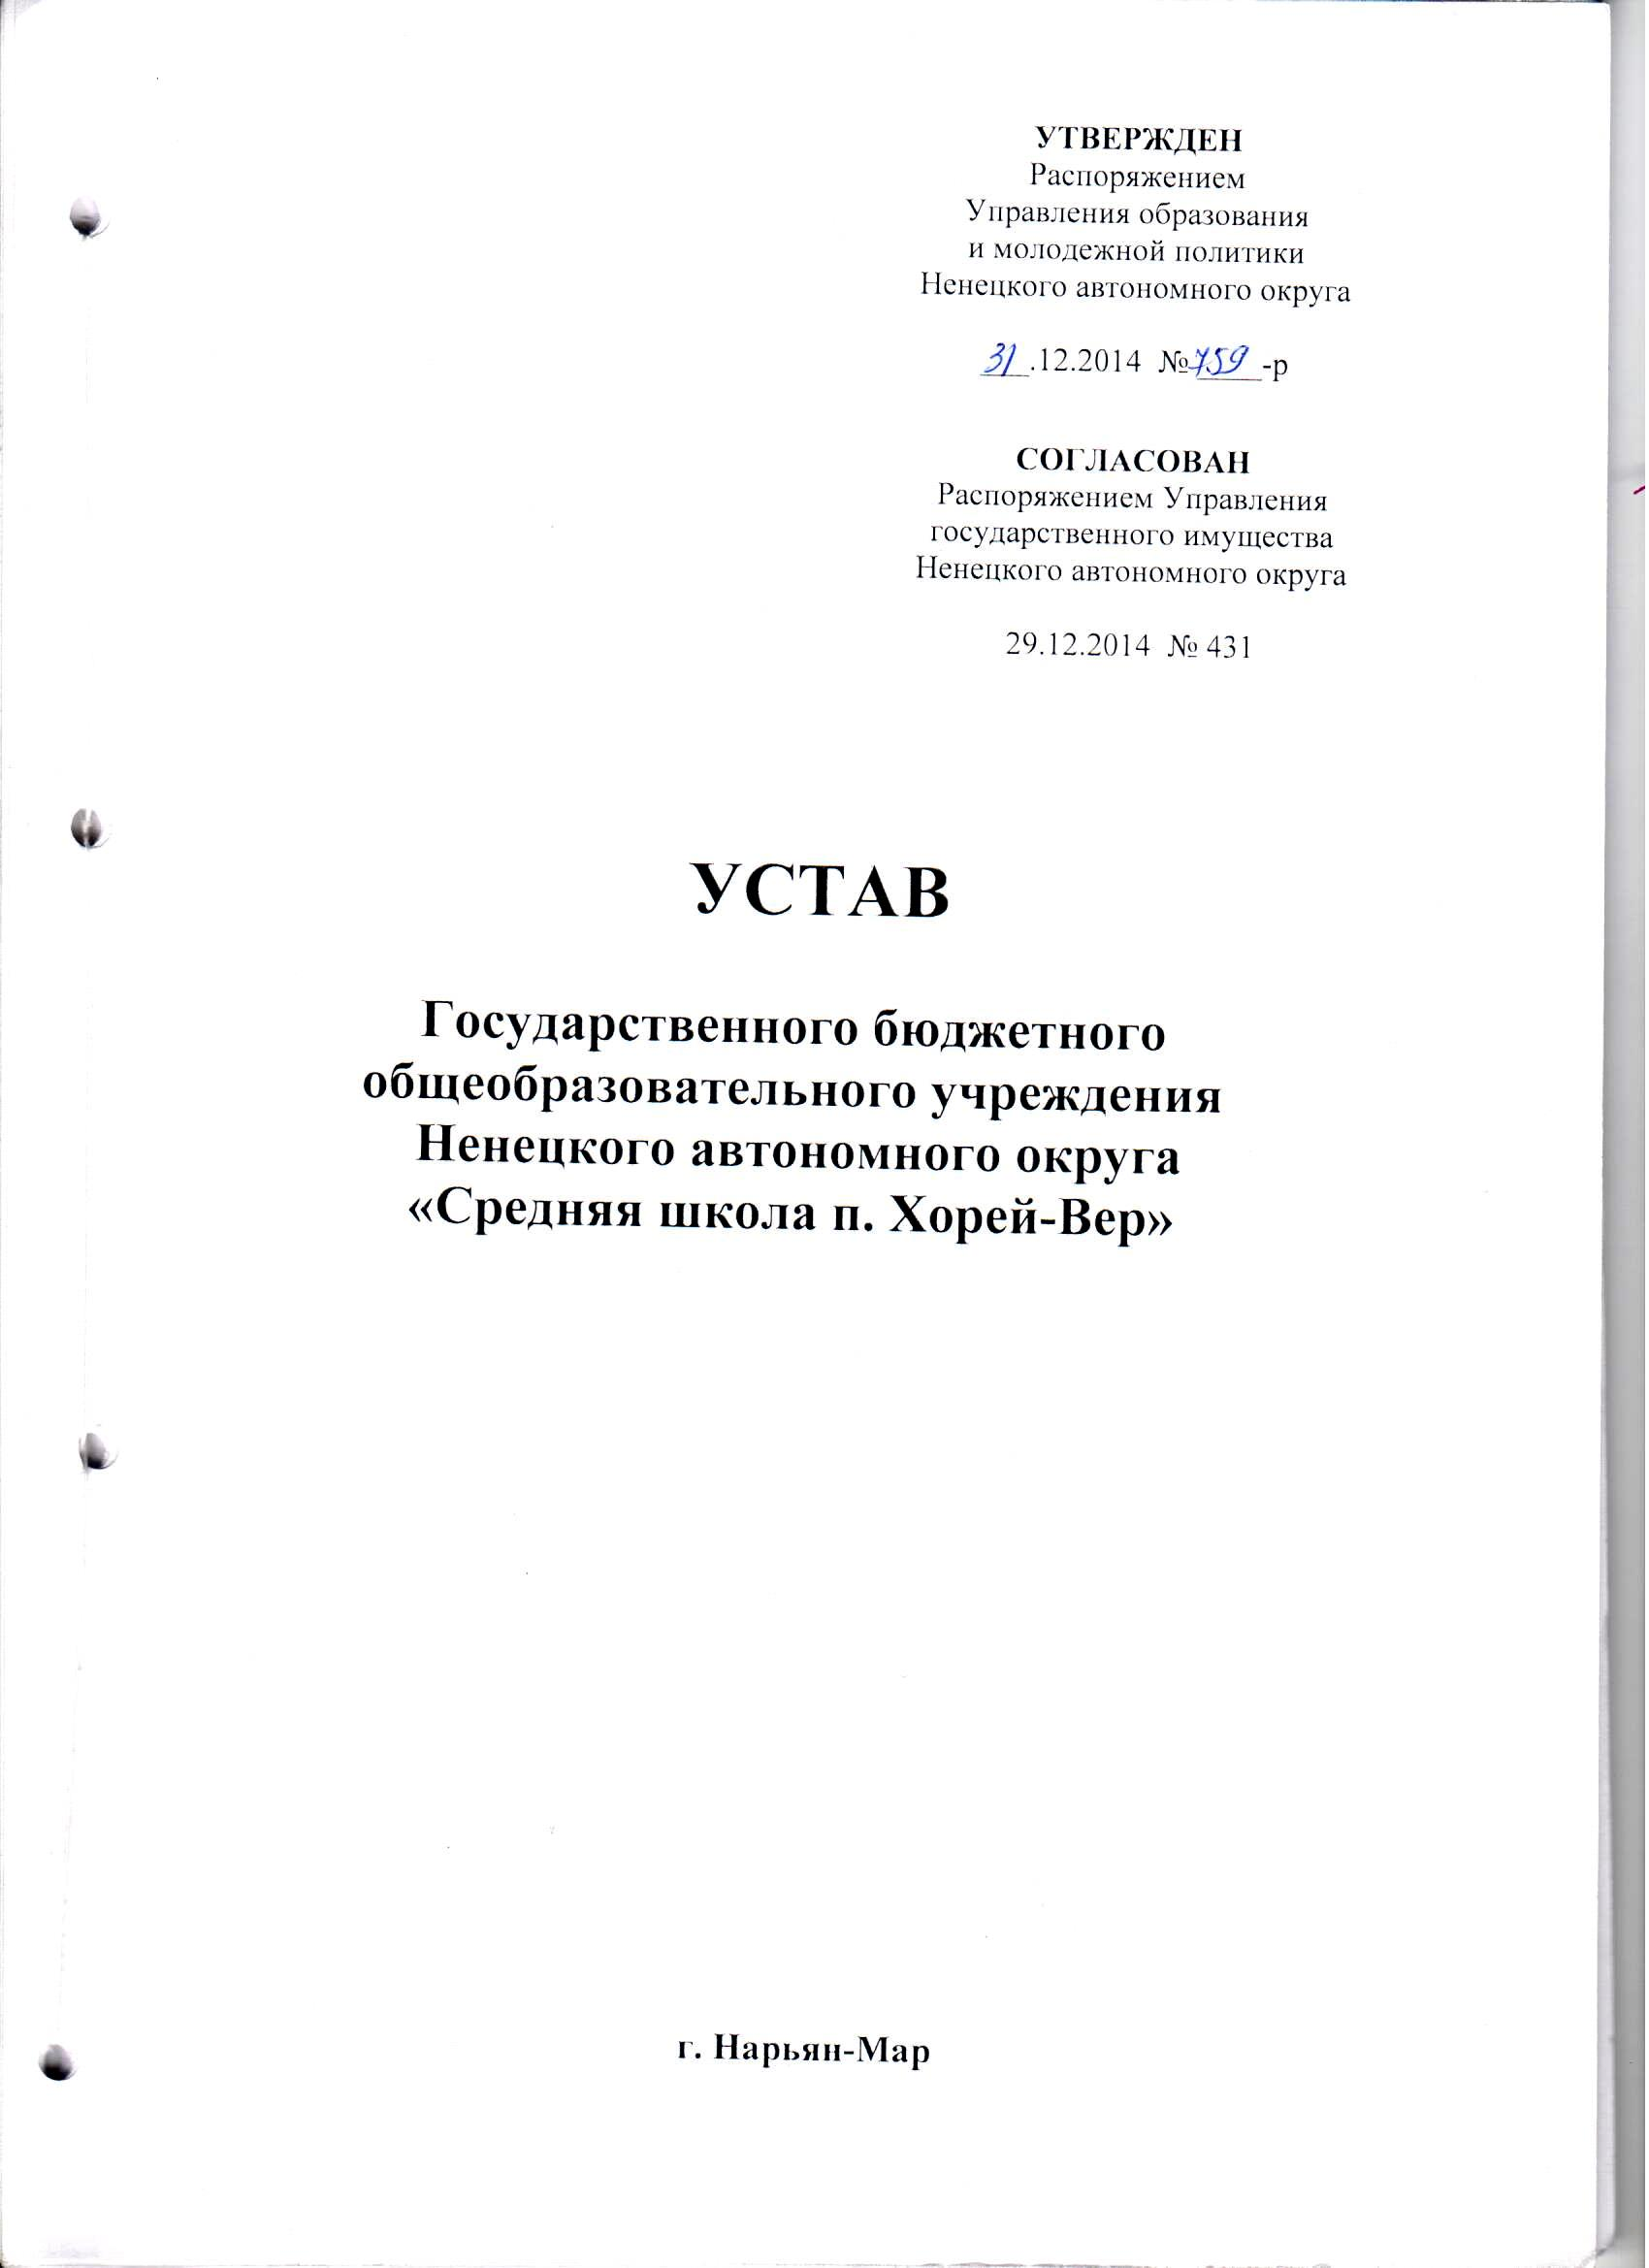 УТВЕРЖДЕН
Распоряжением
Управления образования
и молодежной политики
Ненецкого автономного округа
31.12.2014 № 759-р
СОГЛАСОВАН
Распоряжением Управления
государственного имущества
Ненецкого автономного округа
29.12.2014 № 431
УСТАВ
Государственного бюджетного
общеобразовательного учреждения
Ненецкого автономного округа
«Средняя школа п. Хорей-Вер»
г. Нарьян-Мар